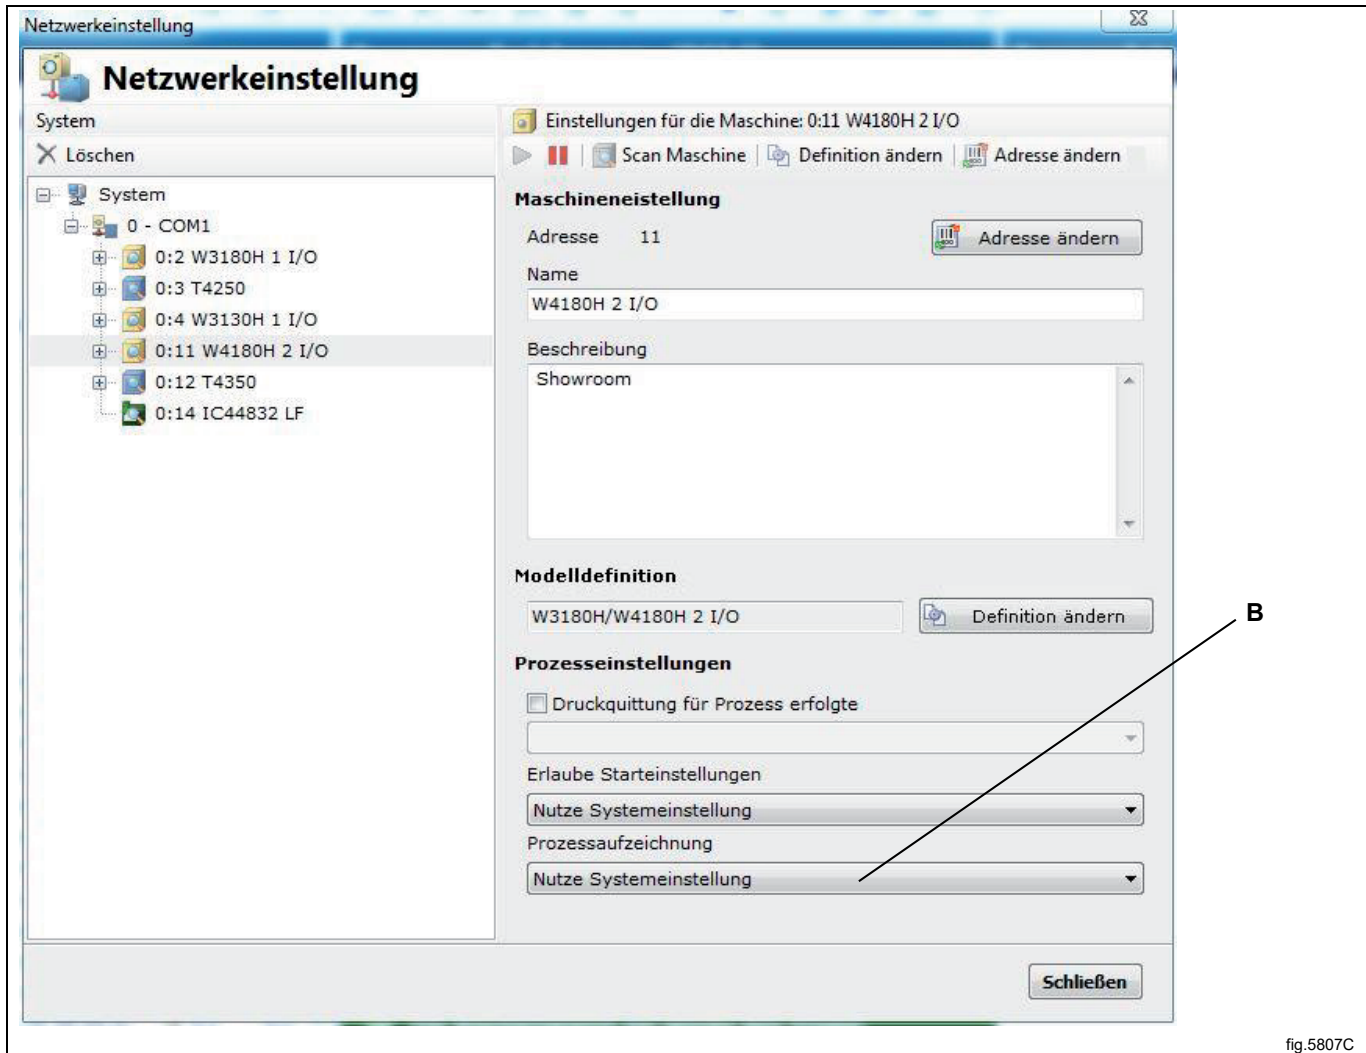 Netzwerkeinstellung
Netzwerkeinstellung
System
Löschen
System
0 - COM1
0:2 W3180H 1 I/O
0:3 T4250
0:4 W3130H 1 I/O
0:11 W4180H 2 I/O
0:12 T4350
0:14 IC44832 LF
Einstellungen für die Maschine: 0:11 W4180H 2 I/O
Scan Maschine Definition ändern Adresse ändern
Maschineneistellung
Adresse 11 Adresse ändern
Name
W4180H 2 I/O
Beschreibung
Showroom
Modelldefinition
W3180H/W4180H 2 I/O Definition ändern
B
Prozesseinstellungen
Druckquittung für Prozess erfolgte
Erlaube Starteinstellungen
Nutze Systemeinstellung
Prozessaufzeichnung
Nutze Systemeinstellung
Schließen
fig.5807C